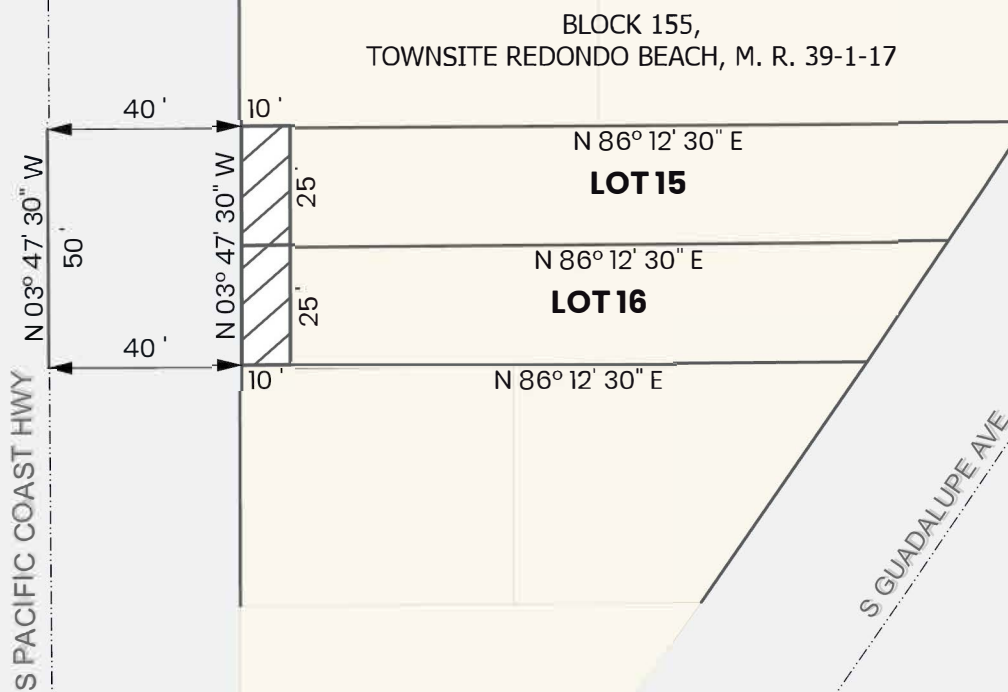 BLOCK 155,
TOWNSITE REDONDO BEACH, M. R. 39-1-17
40 '
10 '
N 86° 12' 30" E
LOT 15
25'
N 03° 47' 30" W
50'
N 03° 47' 30" W
N 86° 12' 30" E
LOT 16
25'
40 '
10 '
N 86° 12' 30" E
S PACIFIC COAST HWY
S GUADALUPE AVE